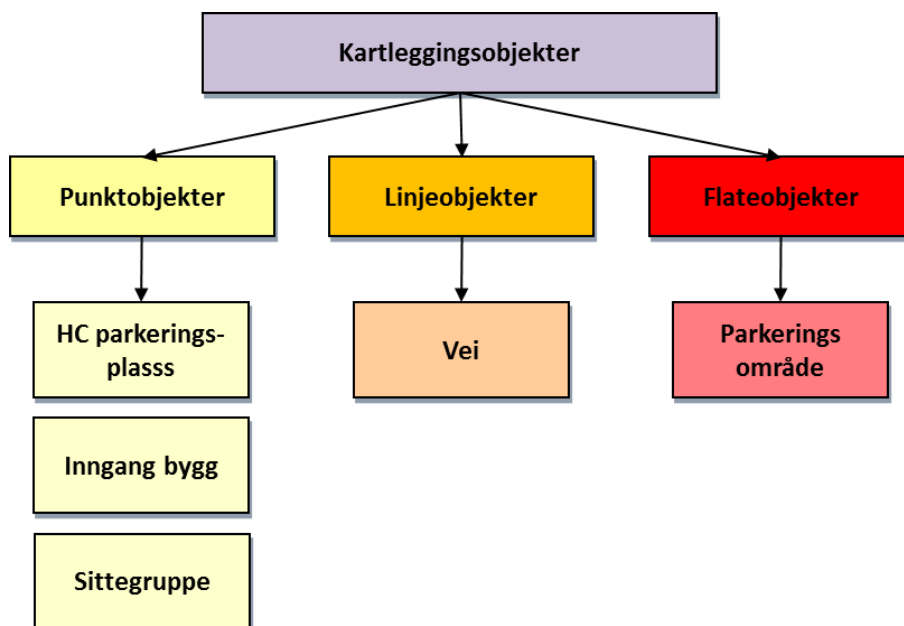 Kartleggingsobjekter
Punktobjekter
Linjeobjekter
Flateobjekter
HC parkerings-
plasss
Vei
Parkerings
område
Inngang bygg
Sittegruppe